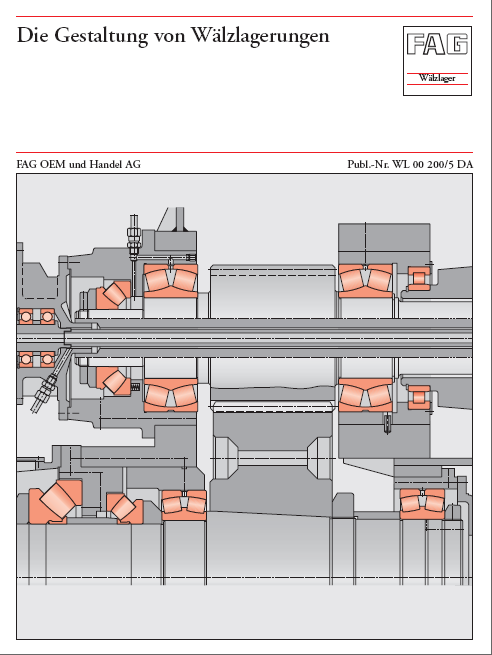 Die Gestaltung von Wälzlagerungen
FAG
Wälzlager
FAG OEM und Handel AG
Publ.-Nr. WL 00 200/5 DA